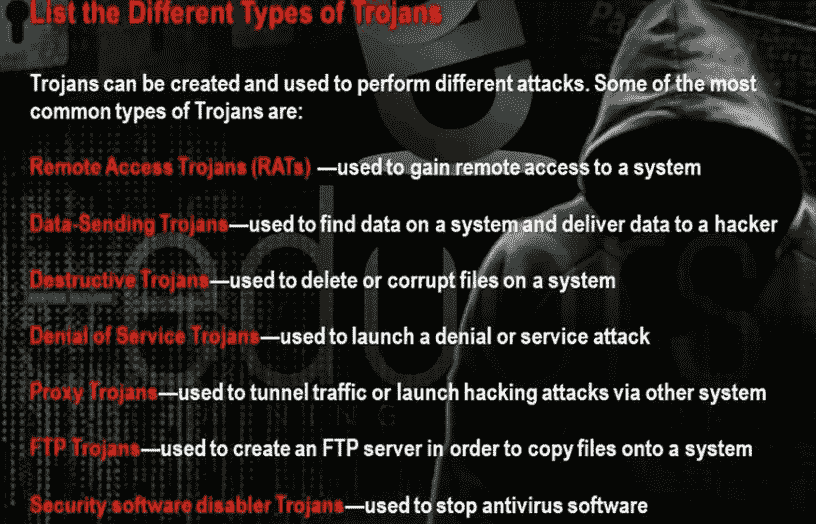 List the Different Types of Trojans
Trojans can be created and used to perform different attacks. Some of the most
common types of Trojans are:
Remote Access Trojans (RATs) —used to gain remote access to a system
Data-Sending Trojans—used to find data on a system and deliver data to a hacker
Destructive Trojans—used to delete or corrupt files on a system
Denial of Service Trojans—used to launch a denial or service attack
Proxy Trojans—used to tunnel traffic or launch hacking attacks via other system
FTP Trojans—used to create an FTP server in order to copy files onto a system
Security software disabler Trojans—used to stop antivirus software